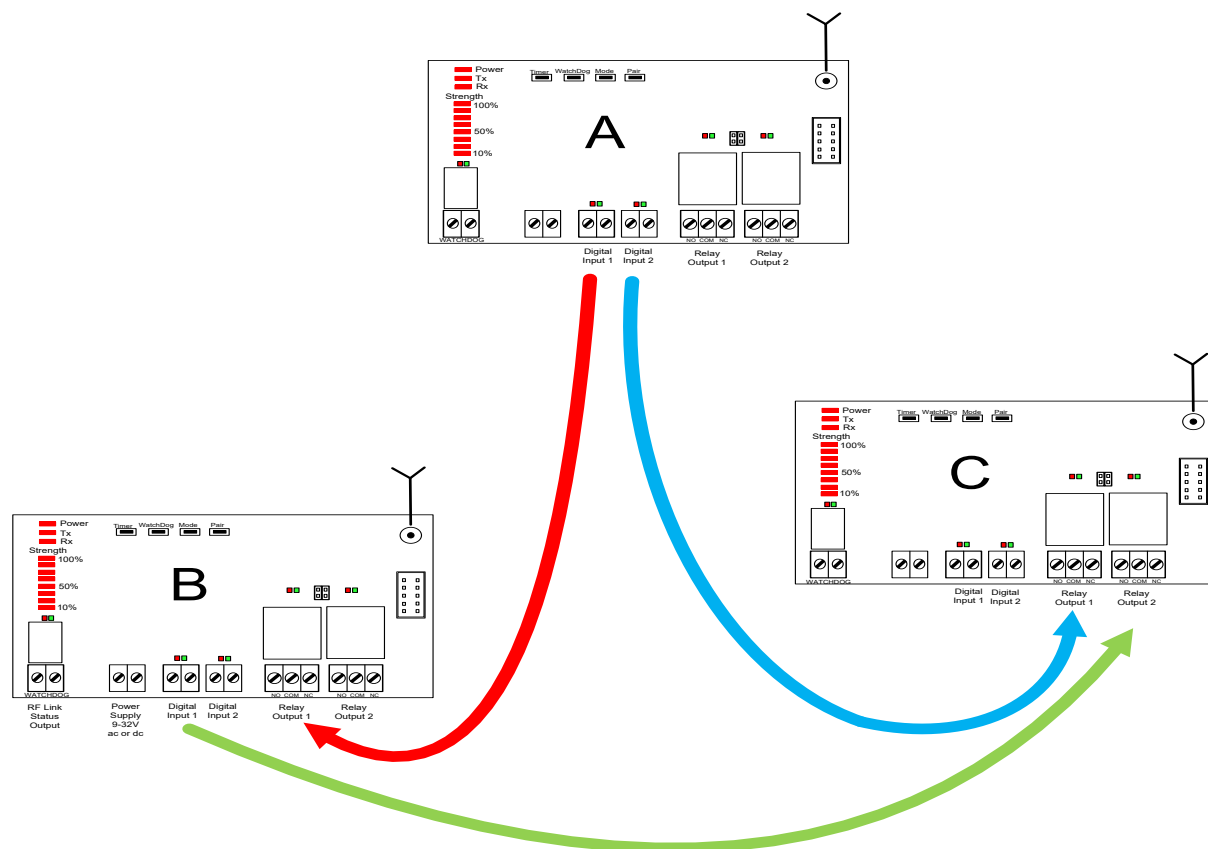 Power
Tx
Rx
Strength
100%
50%
10%
Timer WatchDog Mode Pair
A
WATCHDOG
NO COM NC
NO COM NC
Digital Input 1
Digital Input 2
Relay Output 1
Relay Output 2
Power
Tx
Rx
Strength
100%
50%
10%
Timer WatchDog Mode Pair
C
WATCHDOG
NO COM NC
NO COM NC
Digital Input 1
Digital Input 2
Relay Output 1
Relay Output 2
Power
Tx
Rx
Strength
100%
50%
10%
Timer WatchDog Mode Pair
B
WATCHDOG
NO COM NC
NO COM NC
RF Link
Status
Output
Power
Supply
9-32V
ac or dc
Digital
Input 1
Digital
Input 2
Relay
Output 1
Relay
Output 2